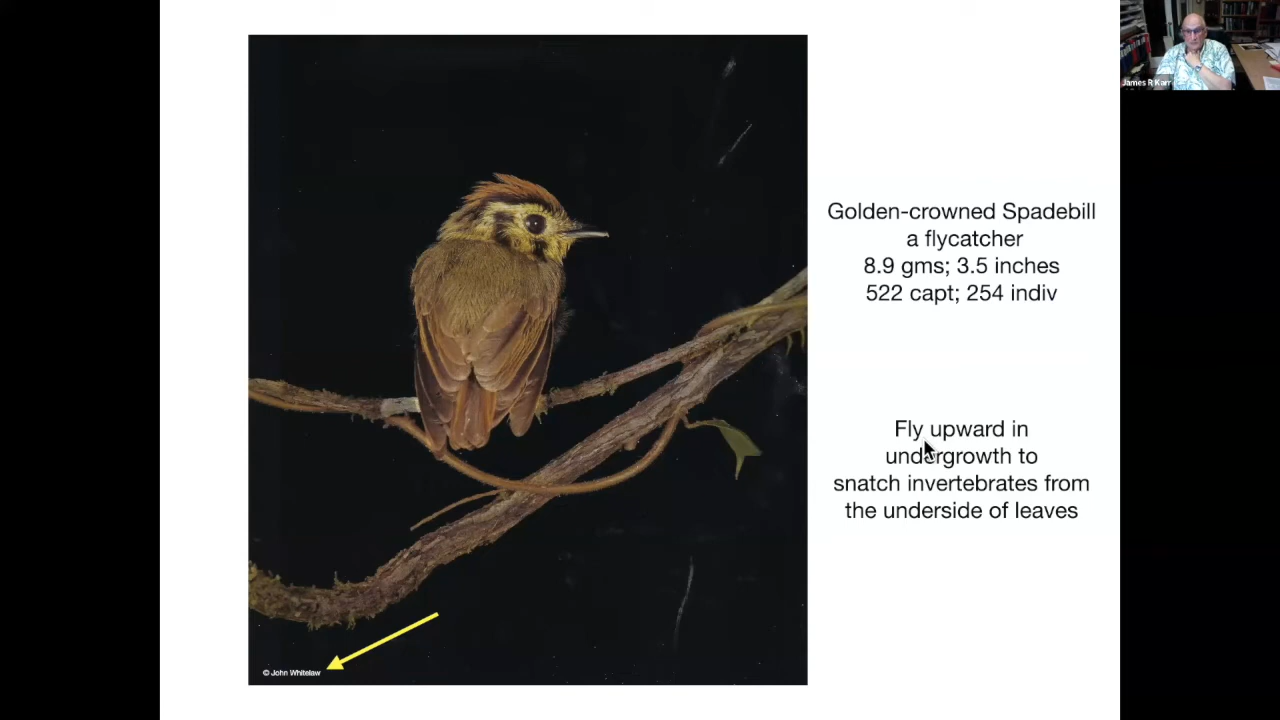 James R Karr
Golden-crowned Spadebill
a flycatcher
8.9 gms; 3.5 inches
522 capt; 254 indiv
Fly upward in
undergrowth to
snatch invertebrates from
the underside of leaves
© John Whitelaw